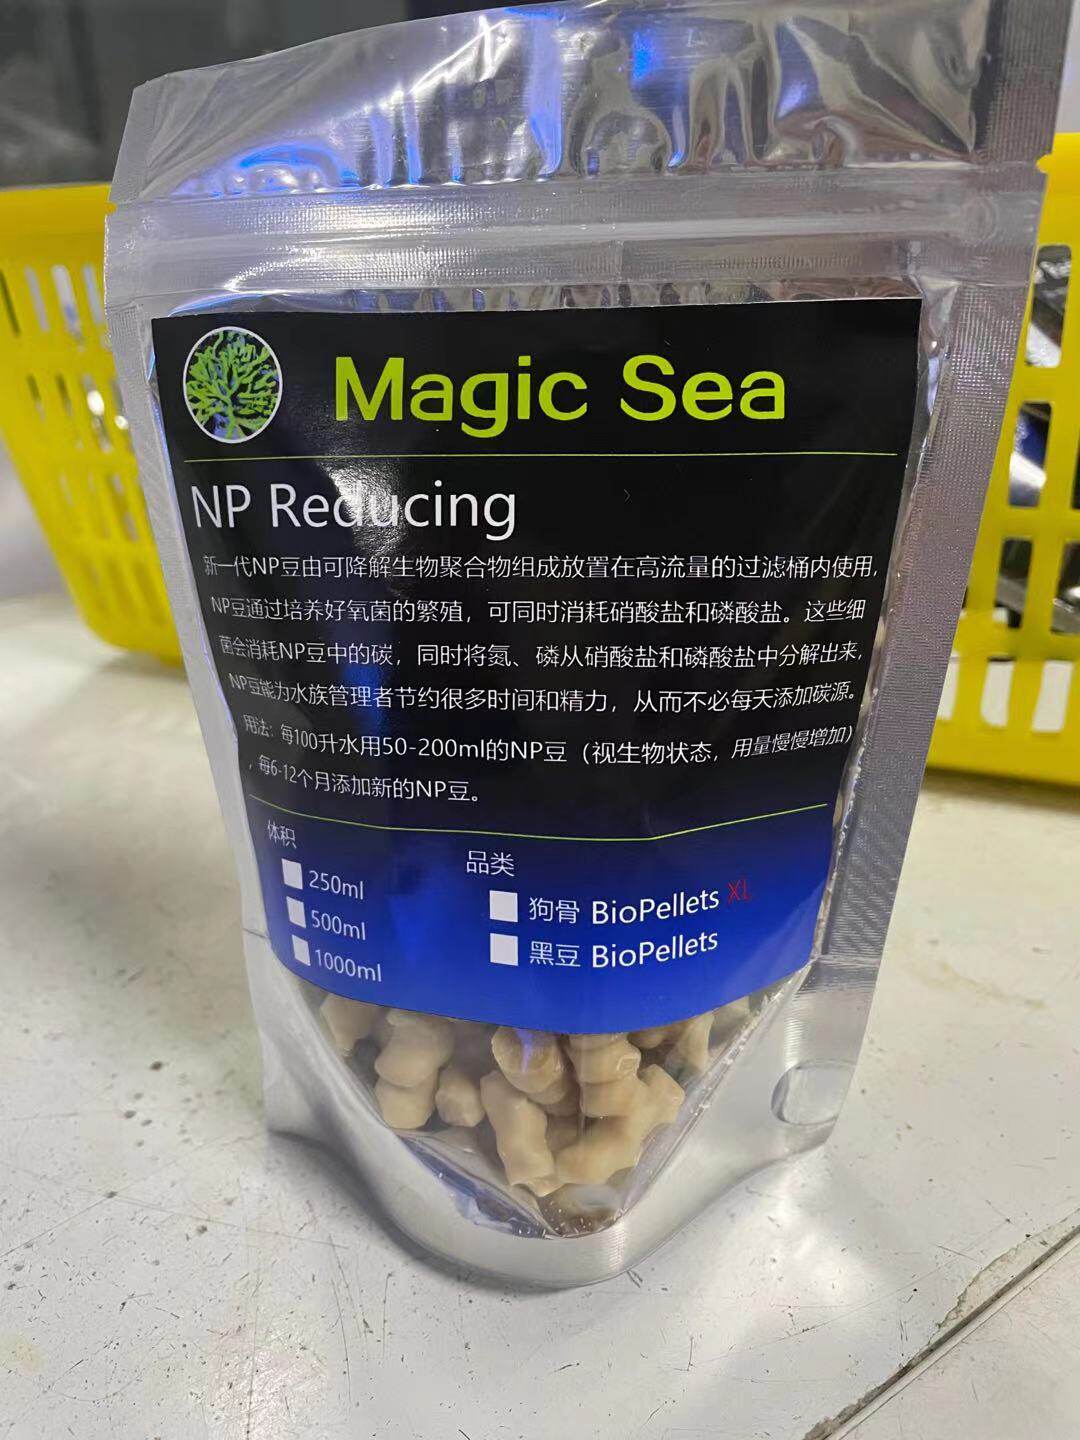 Magic Sea
NP Reducing
新一代NP豆由可降解生物聚合物组成放置在高流量的过滤桶内使用,
NP豆通过培养好氧菌的繁殖，可同时消耗硝酸盐和磷酸盐。这些细
菌会消耗NP豆中的碳，同时将氮、磷从硝酸盐和磷酸盐中分解出来,
NP豆能为水族管理者节约很多时间和精力，从而不必每天添加碳源。
用法: 每100升水用50-200ml的NP豆（视生物状态，用量慢慢增加）
，每6-12个月添加新的NP豆。
体积
250ml
500ml
1000ml
品类
狗骨 BioPellets XL
黑豆 BioPellets